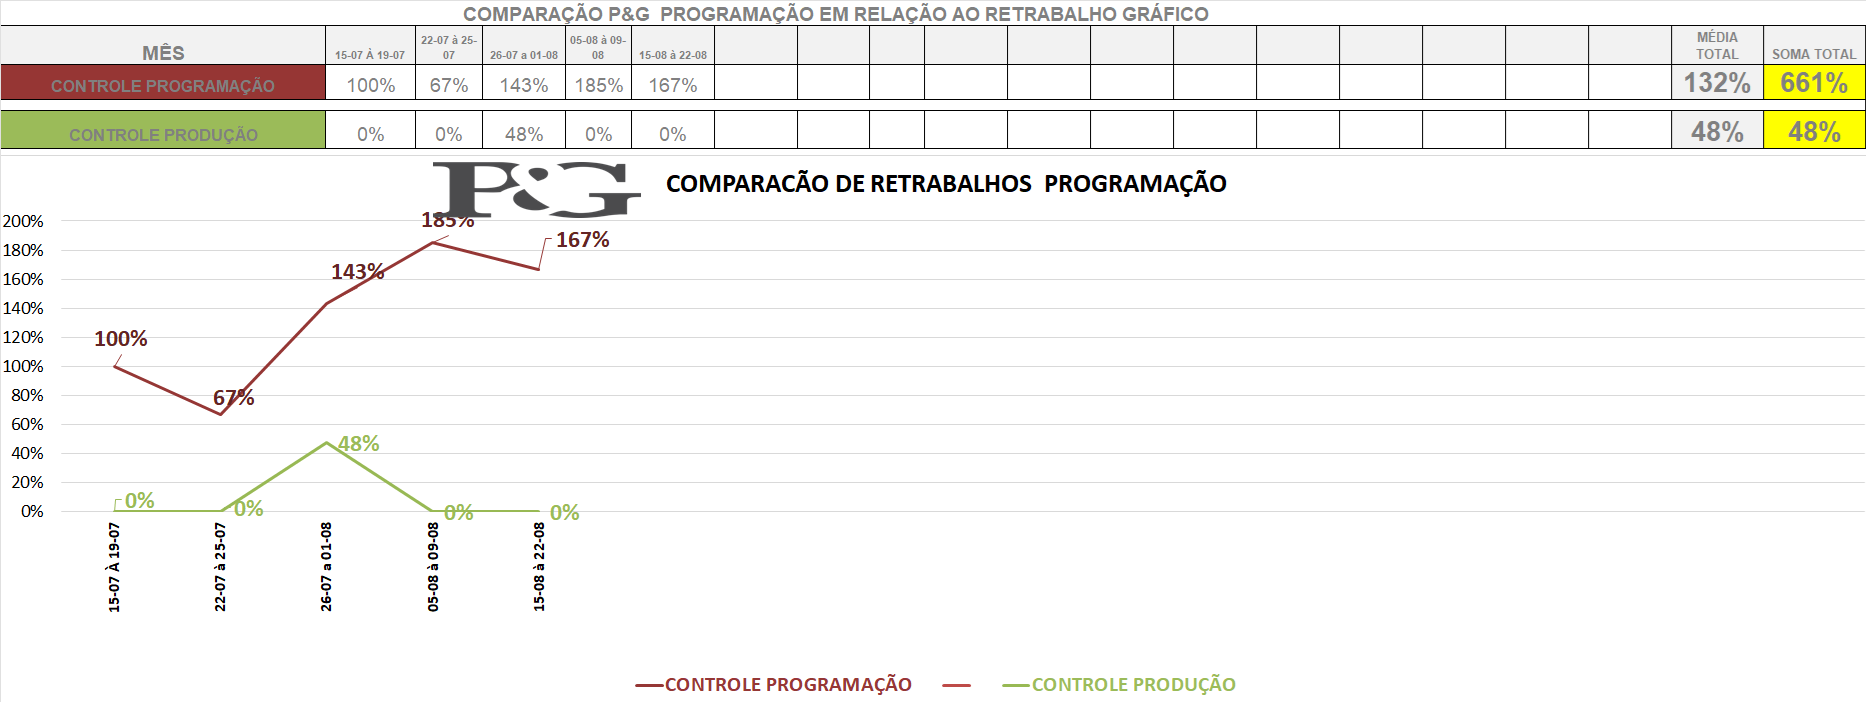 COMPARAÇÃO P&G PROGRAMAÇÃO EM RELAÇÃO AO RETRABALHO GRÁFICO
MÊS 15-07 À 19-07 22-07 à 25-07 26-07 a 01-08 05-08 à 09-08 15-08 à 22-08 MÉDIA TOTAL SOMA TOTAL
CONTROLE PROGRAMAÇÃO 100% 67% 143% 185% 167% 132% 661%
CONTROLE PRODUÇÃO 0% 0% 48% 0% 0% 48% 48%
P&G COMPARACÃO DE RETRABALHOS PROGRAMAÇÃO
200%
180%
160%
140%
120%
100%
80%
60%
40%
20%
0%
100%
67%
143%
185%
167%
0%
0%
48%
0%
0%
15-07 À 19-07
22-07 à 25-07
26-07 a 01-08
05-08 à 09-08
15-08 à 22-08
CONTROLE PROGRAMAÇÃO CONTROLE PRODUÇÃO